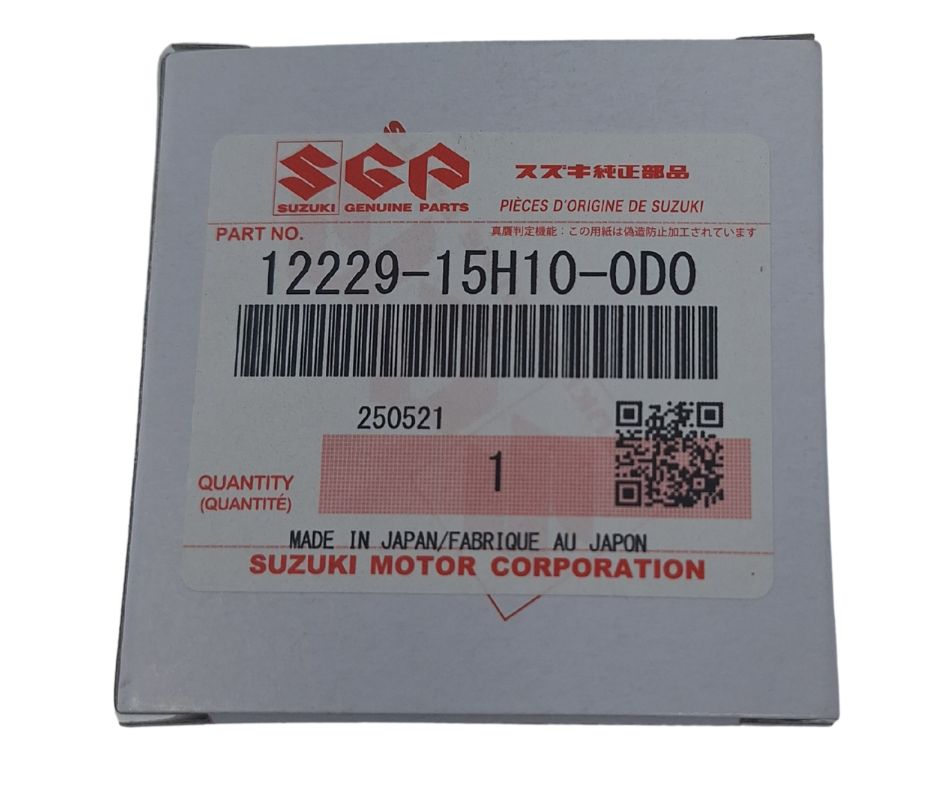 SGP
スズキ純正部品
SUZUKI GENUINE PARTS
PIÈCES D'ORIGINE DE SUZUKI
PART NO.
真贋判定機能：この用紙は偽造防止加工されています
12229-15H10-0D0
250521
1
QUANTITY
(QUANTITÉ)
MADE IN JAPAN/FABRIQUE AU JAPON
SUZUKI MOTOR CORPORATION